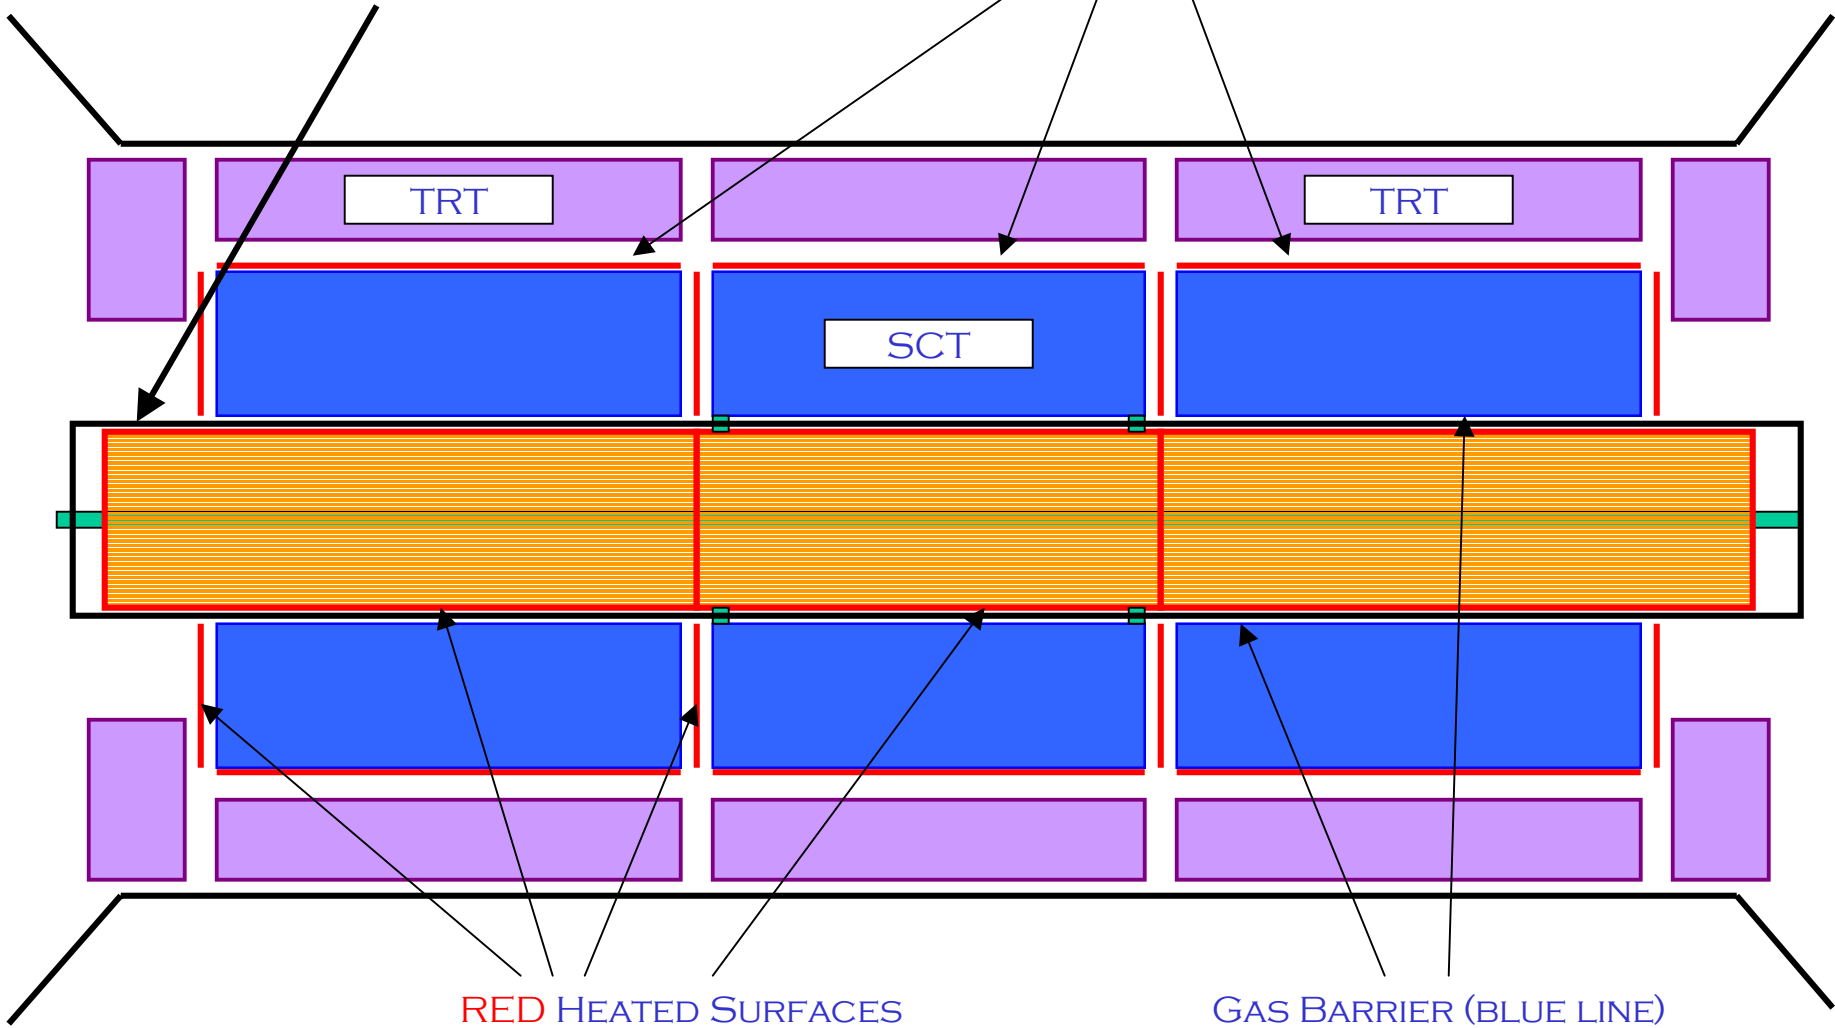 TRT
TRT
SCT
RED Heated Surfaces
Gas Barrier (blue line)